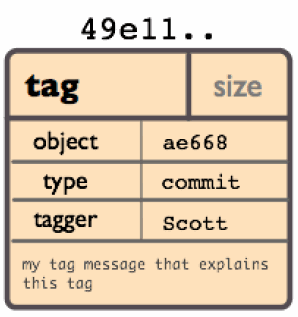 49e11..
tag size
object ae668
type commit
tagger Scott
my tag message that explains
this tag